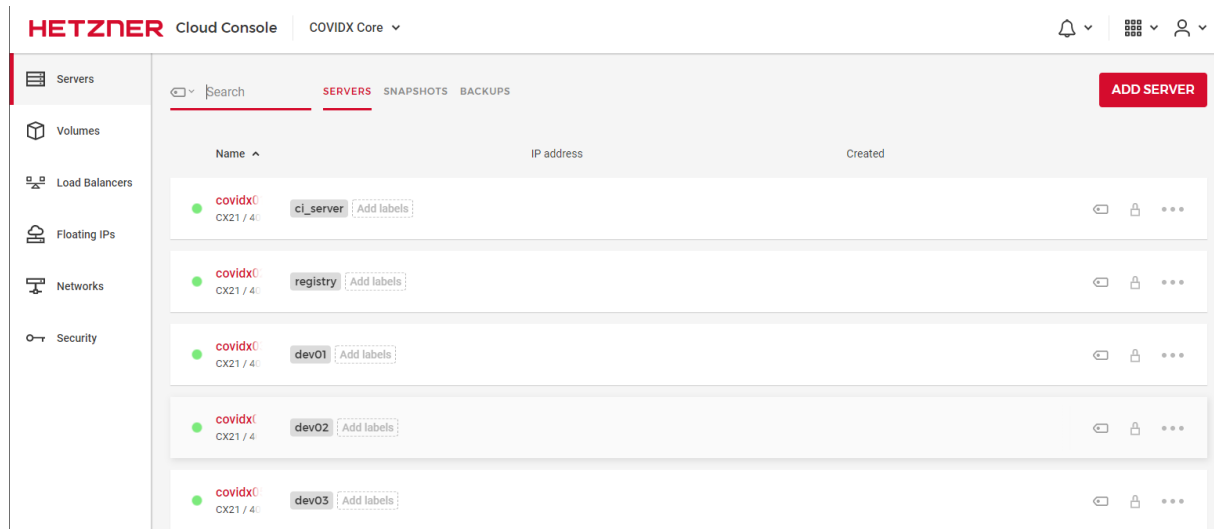 HETZNER Cloud Console COVIDX Core
Servers
Volumes
Load Balancers
Floating IPs
Networks
Security
Search SERVERS SNAPSHOTS BACKUPS ADD SERVER
Name IP address Created
ci_server Add labels
CX21 /
registry Add labels
CX21 /
dev01 Add labels
CX21 /
dev02 Add labels
CX21 /
dev03 Add labels
CX21 /